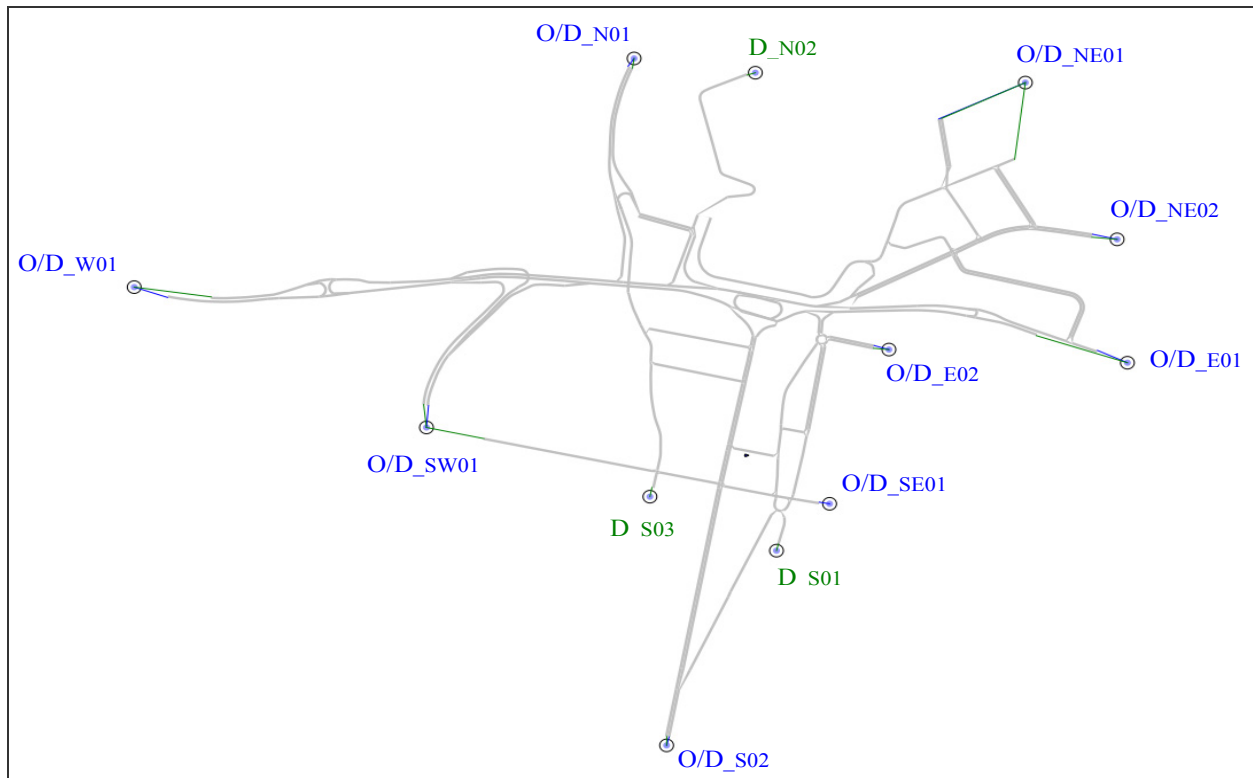 O/D_N01
D_N02
O/D_NE01
O/D_NE02
O/D_W01
O/D_E01
O/D_E02
O/D_SW01
O/D_SE01
D S03
D S01
O/D_S02